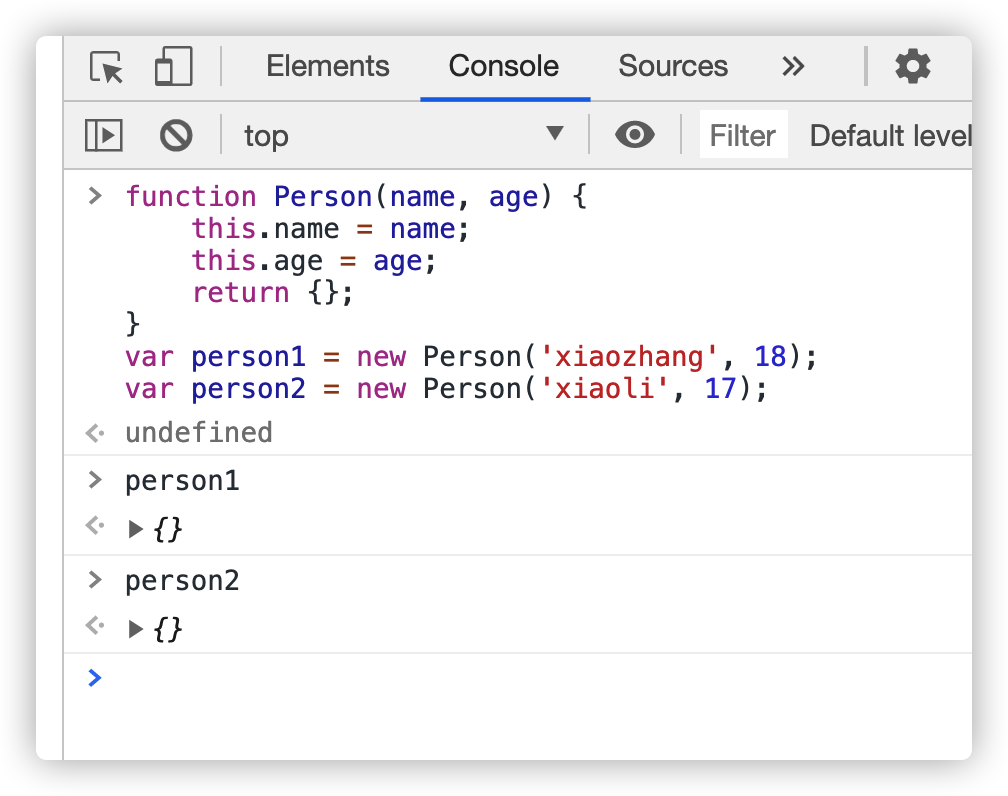 Elements Console Sources »
top Filter Default level
> function Person(name, age) {
    this.name = name;
    this.age = age;
    return {};
}
var person1 = new Person('xiaozhang', 18);
var person2 = new Person('xiaoli', 17);
undefined
> person1
{}
> person2
{}
>